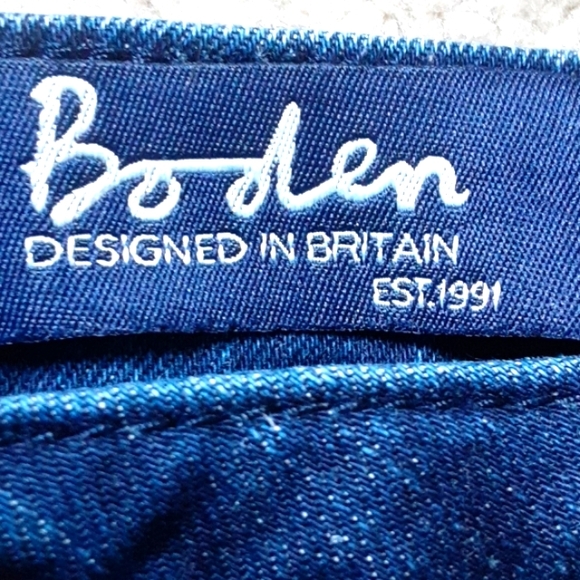 Boden
DESIGNED IN BRITAIN
EST.1991